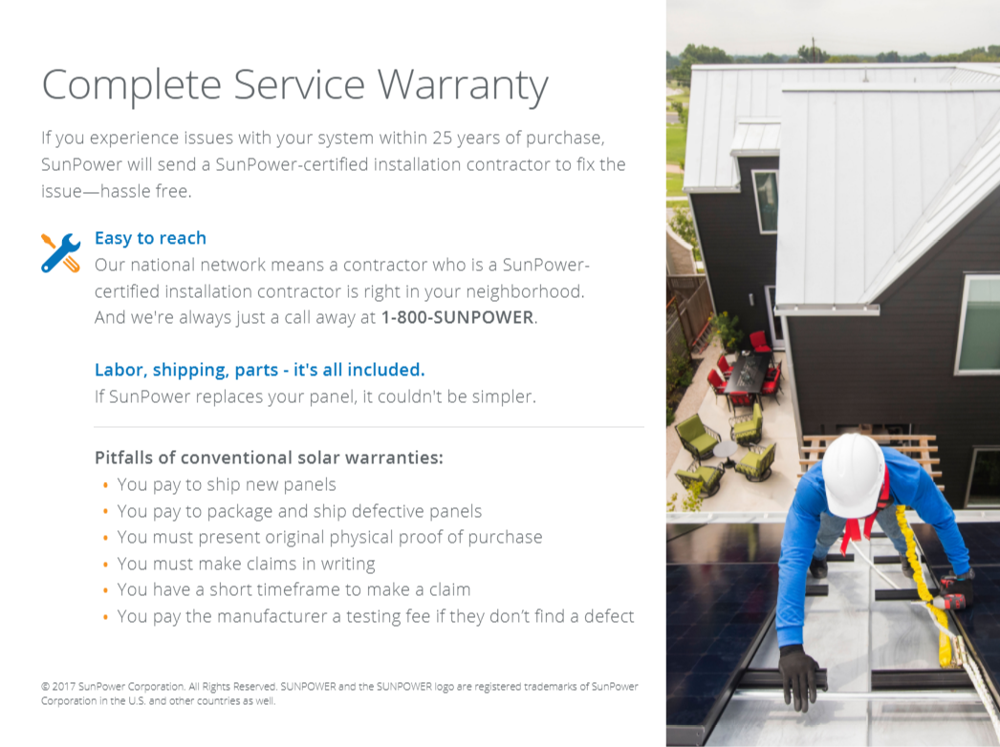 Complete Service Warranty
If you experience issues with your system within 25 years of purchase,
SunPower will send a SunPower-certified installation contractor to fix the
issue—hassle free.
Easy to reach
Our national network means a contractor who is a SunPower-
certified installation contractor is right in your neighborhood.
And we're always just a call away at 1-800-SUNPOWER.
Labor, shipping, parts - it's all included.
If SunPower replaces your panel, it couldn't be simpler.
Pitfalls of conventional solar warranties:
• You pay to ship new panels
• You pay to package and ship defective panels
• You must present original physical proof of purchase
• You must make claims in writing
• You have a short timeframe to make a claim
• You pay the manufacturer a testing fee if they don’t find a defect
© 2017 SunPower Corporation. All Rights Reserved. SUNPOWER and the SUNPOWER logo are registered trademarks of SunPower
Corporation in the U.S. and other countries as well.